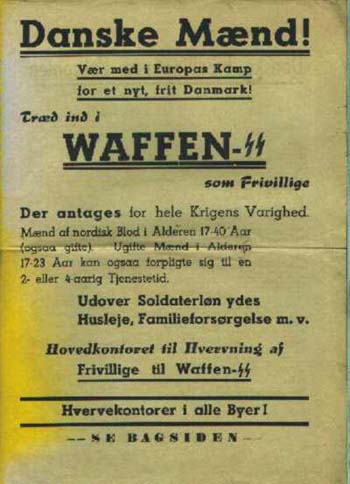 Danske Mænd!
Vær med i Europas Kamp
for et nyt, frit Danmark!
Træd ind i
WAFFEN-ᛋᛋ
som Frivillige
Der antages for hele Krigens Varighed.
Mænd af nordisk Blod i Alderen 17-40 Aar
(ogsaa gifte). Ugifte Mænd i Alderen
17-23 Aar kan ogsaa forpligte sig til en
2- eller 4-aarig Tjenestetid.
Udover Soldaterløn ydes
Husleje, Familieforsørgelse m. v.
Hovedkontoret til Hvervning af
Frivillige til Waffen-ᛋᛋ
Hvervekontorer i alle Byer!
--- SE BAGSIDEN ---